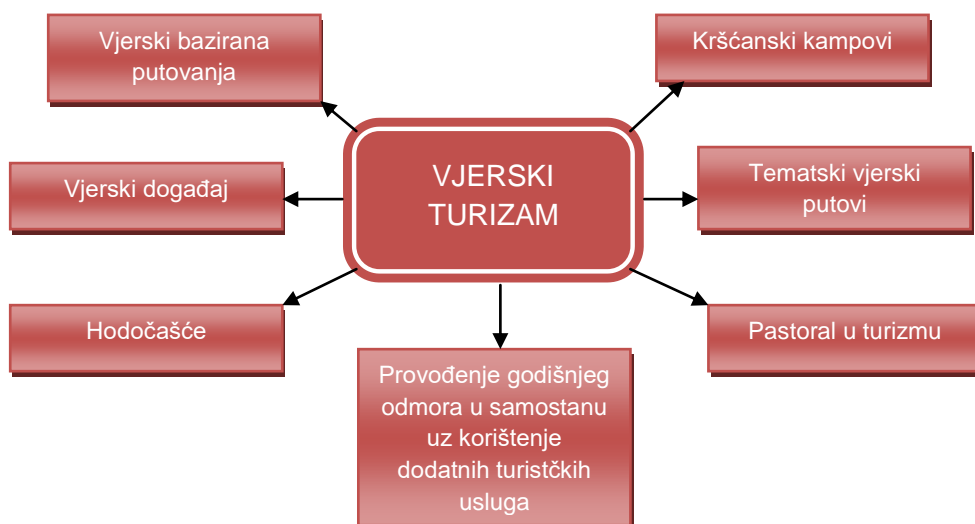 Vjerski bazirana
putovanja
Kršćanski kampovi
VJERSKI
TURIZAM
Vjerski događaj
Tematski vjerski
putovi
Hodočašće
Pastoral u turizmu
Provođenje godišnjeg
odmora u samostanu
uz korištenje
dodatnih turistčkih
usluga